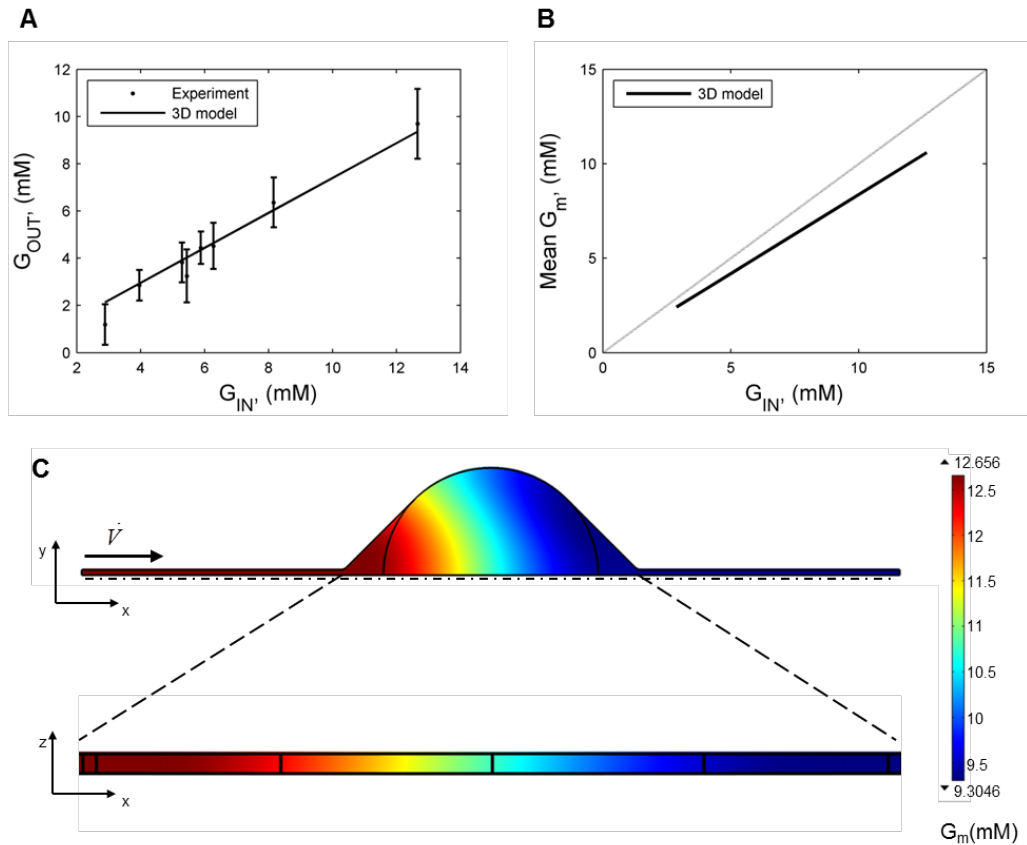 A
12
10
8
6
4
2
0
G_OUT, (mM)
Experiment
3D model
2
4
6
8
10
12
14
G_IN, (mM)
B
15
10
5
0
Mean G_m, (mM)
3D model
0
5
10
15
G_IN, (mM)
C
V̇
y
x
z
x
12.656
12.5
12
11.5
11
10.5
10
9.5
9.3046
G_m(mM)